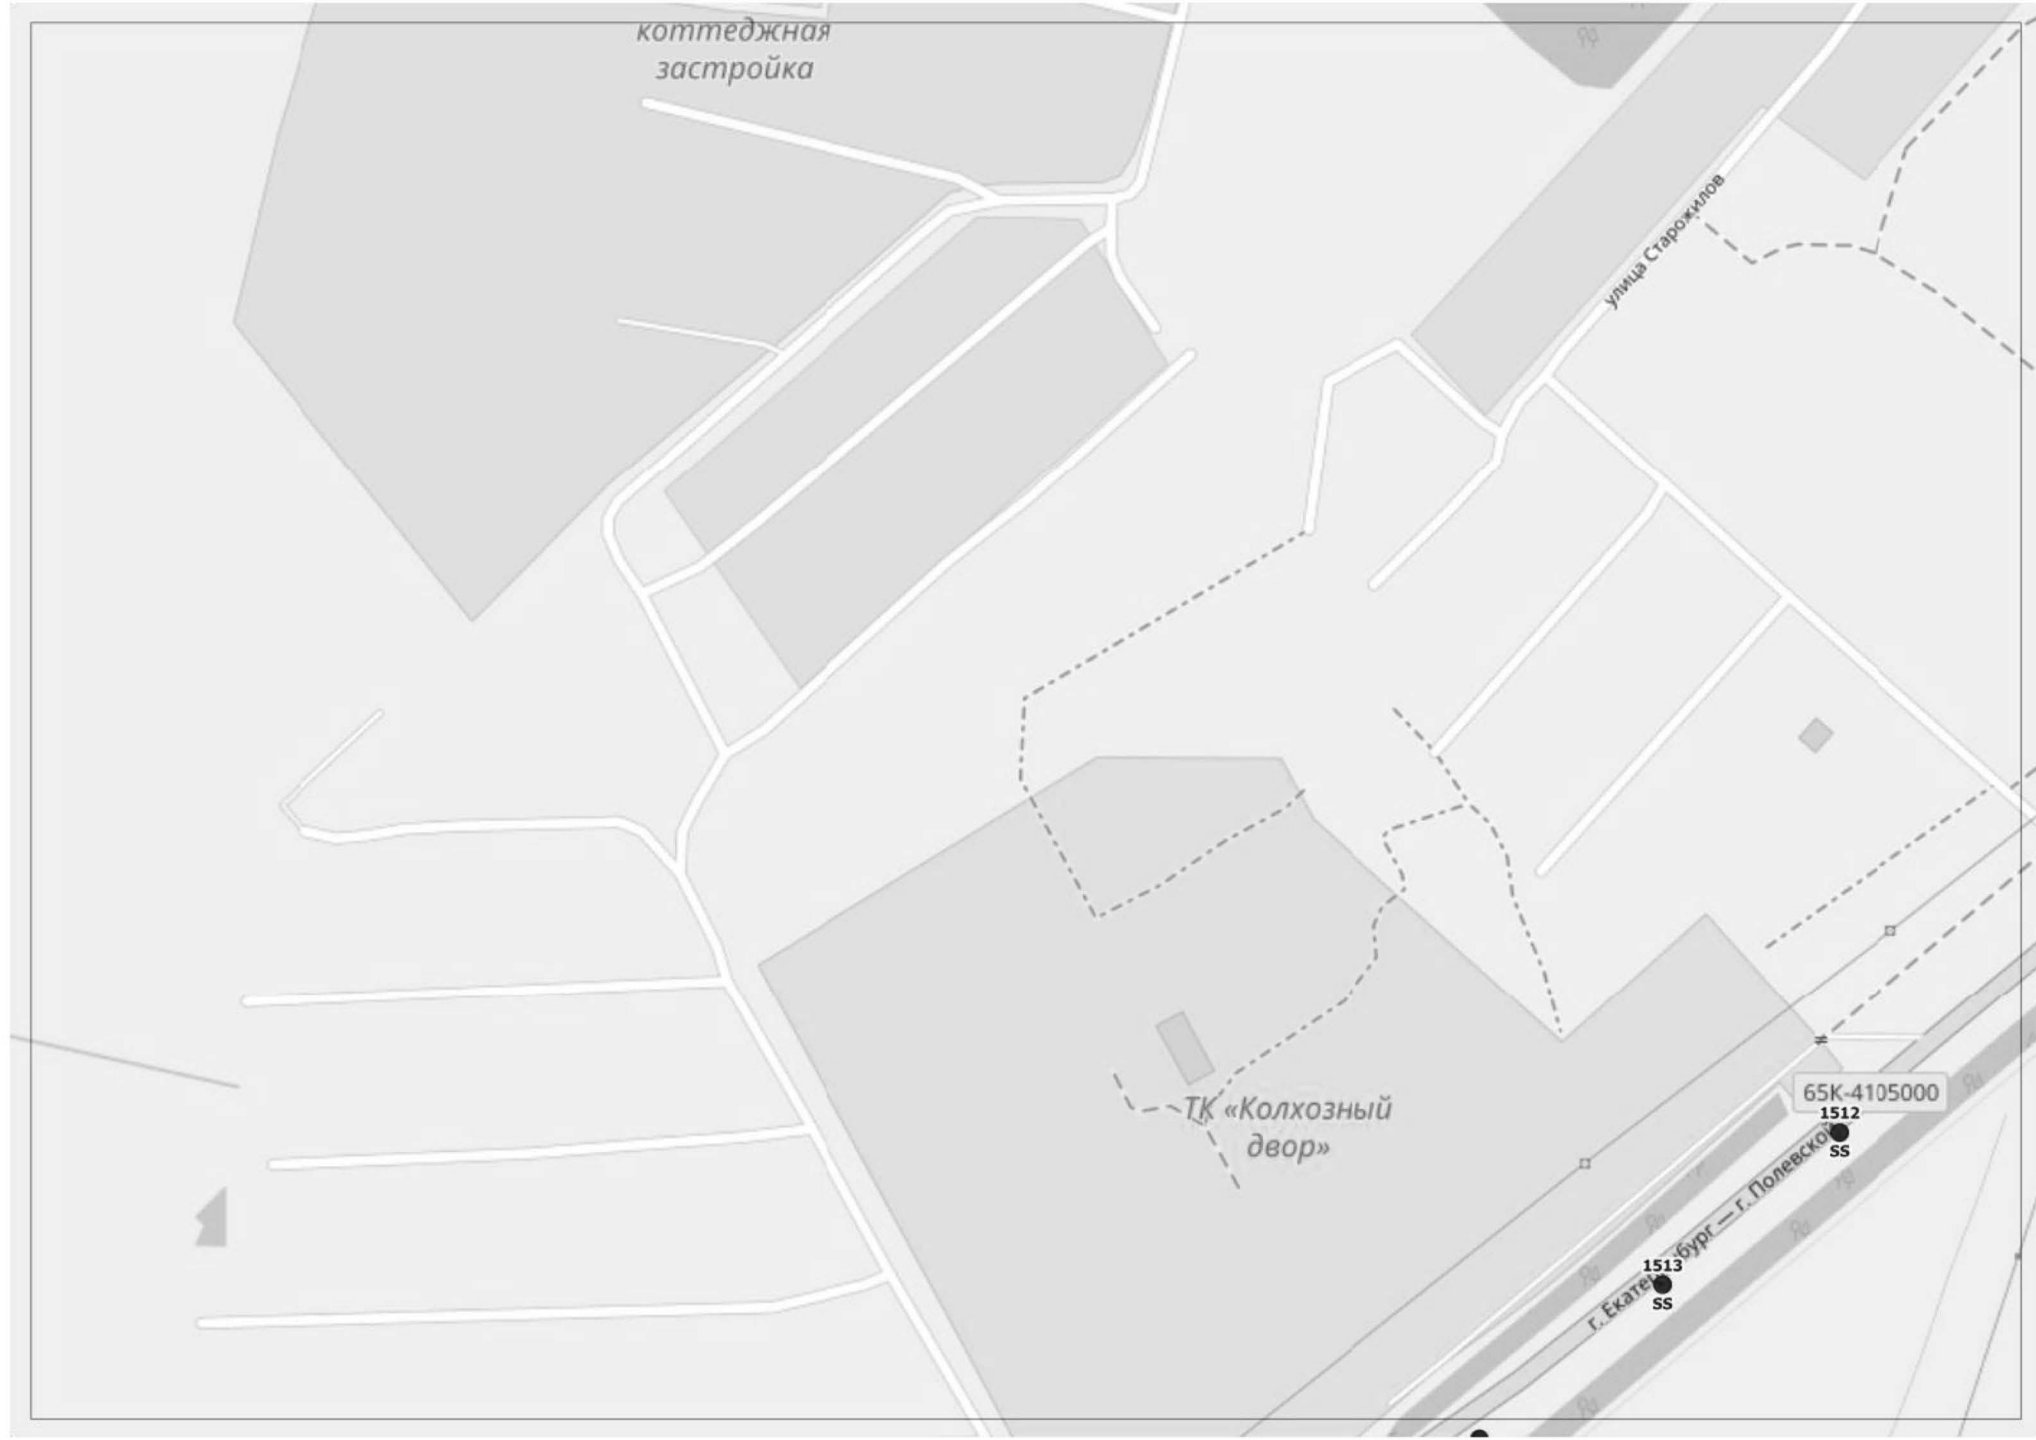 коттеджная
застройка
улица Старожилов
65К-4105000
1512
SS
ТК «Колхозный
двор»
г. Екатеринбург — г. Полевской
1513
SS